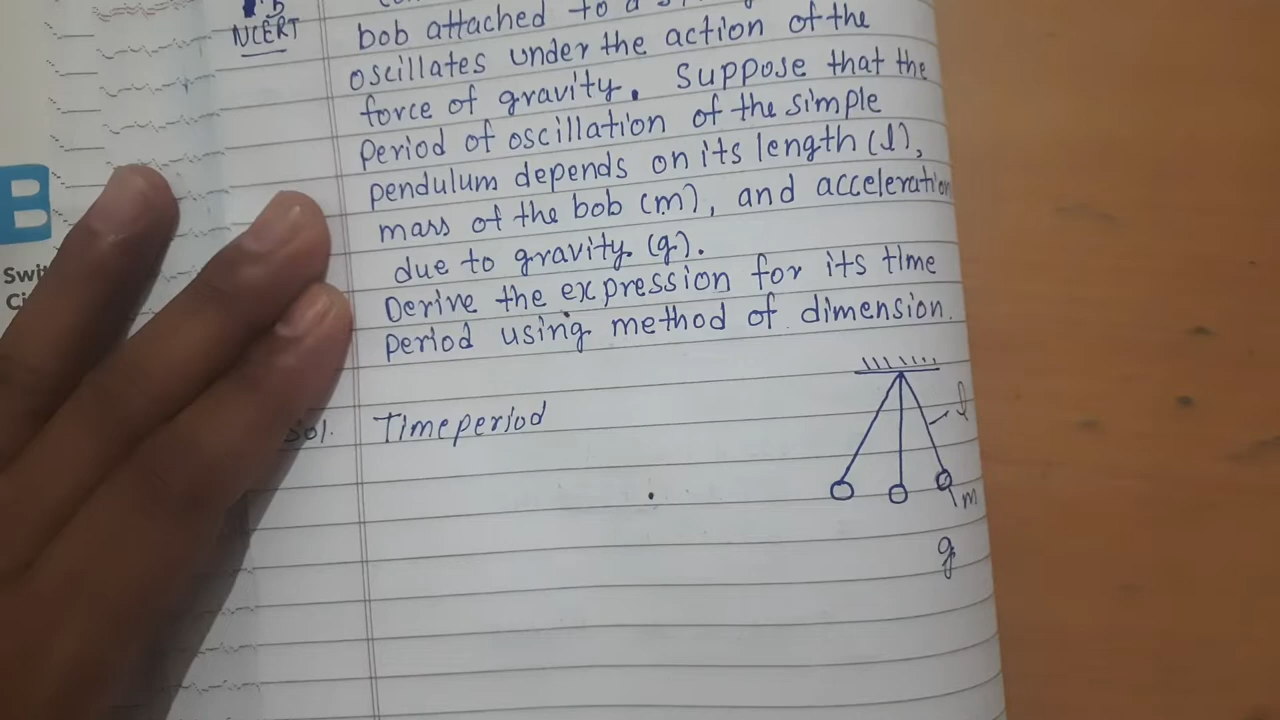 NCERT
bob attached to a
oscillates under the action of the
force of gravity. Suppose that the
period of oscillation of the simple
pendulum depends on its length (l),
mass of the bob (m), and acceleration
due to gravity (g).
Derive the expression for its time
period using method of dimension.
Sol. Timeperiod
l
m
g
B
Swi
Ci